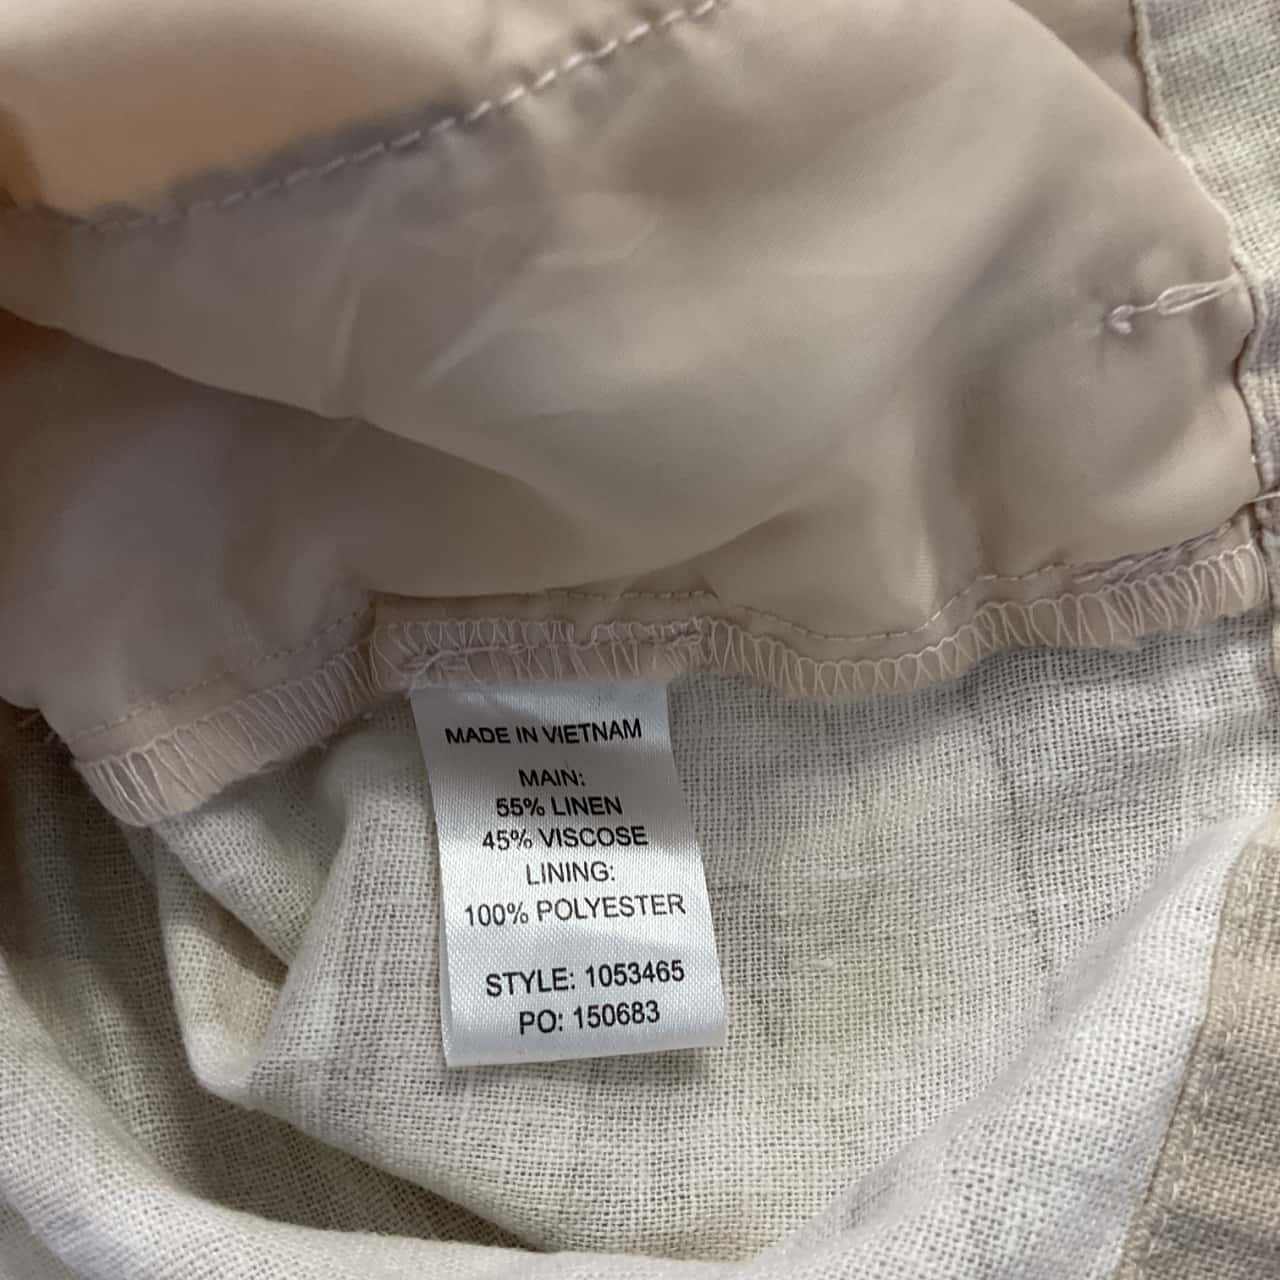 MADE IN VIETNAM
MAIN:
55% LINEN
45% VISCOSE
LINING:
100% POLYESTER
STYLE: 1053465
PO: 150683